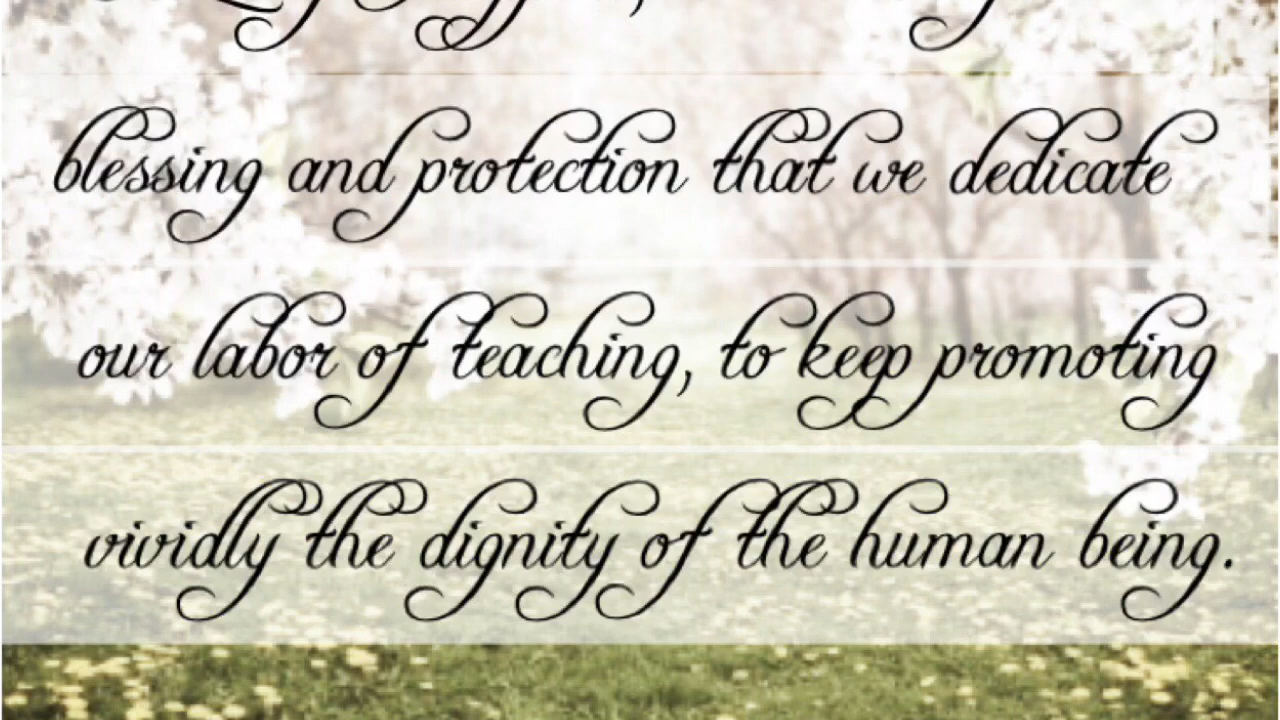 blessing and protection that we dedicate
our labor of teaching, to keep promoting
vividly the dignity of the human being.